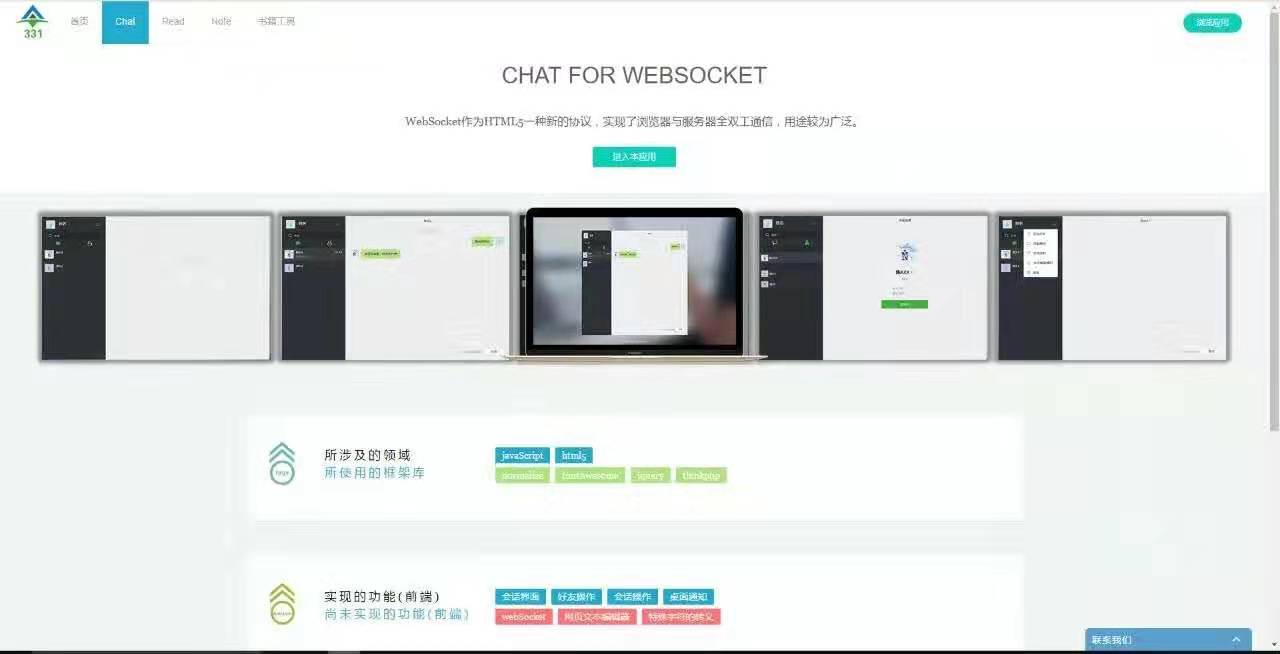 331
首页
Chat
Read
Note
书籍工具
浏览应用
CHAT FOR WEBSOCKET
WebSocket作为HTML5一种新的协议，实现了浏览器与服务器全双工通信，用途较为广泛。
进入本应用
所涉及的领域
javaScript html5
所使用的框架库
normalize fontAwesome jquery thinkphp
实现的功能(前端)
会话界面 好友操作 会话操作 桌面通知
尚未实现的功能(前端)
webSocket 网页文本编辑器 特殊字符的转义
联系我们